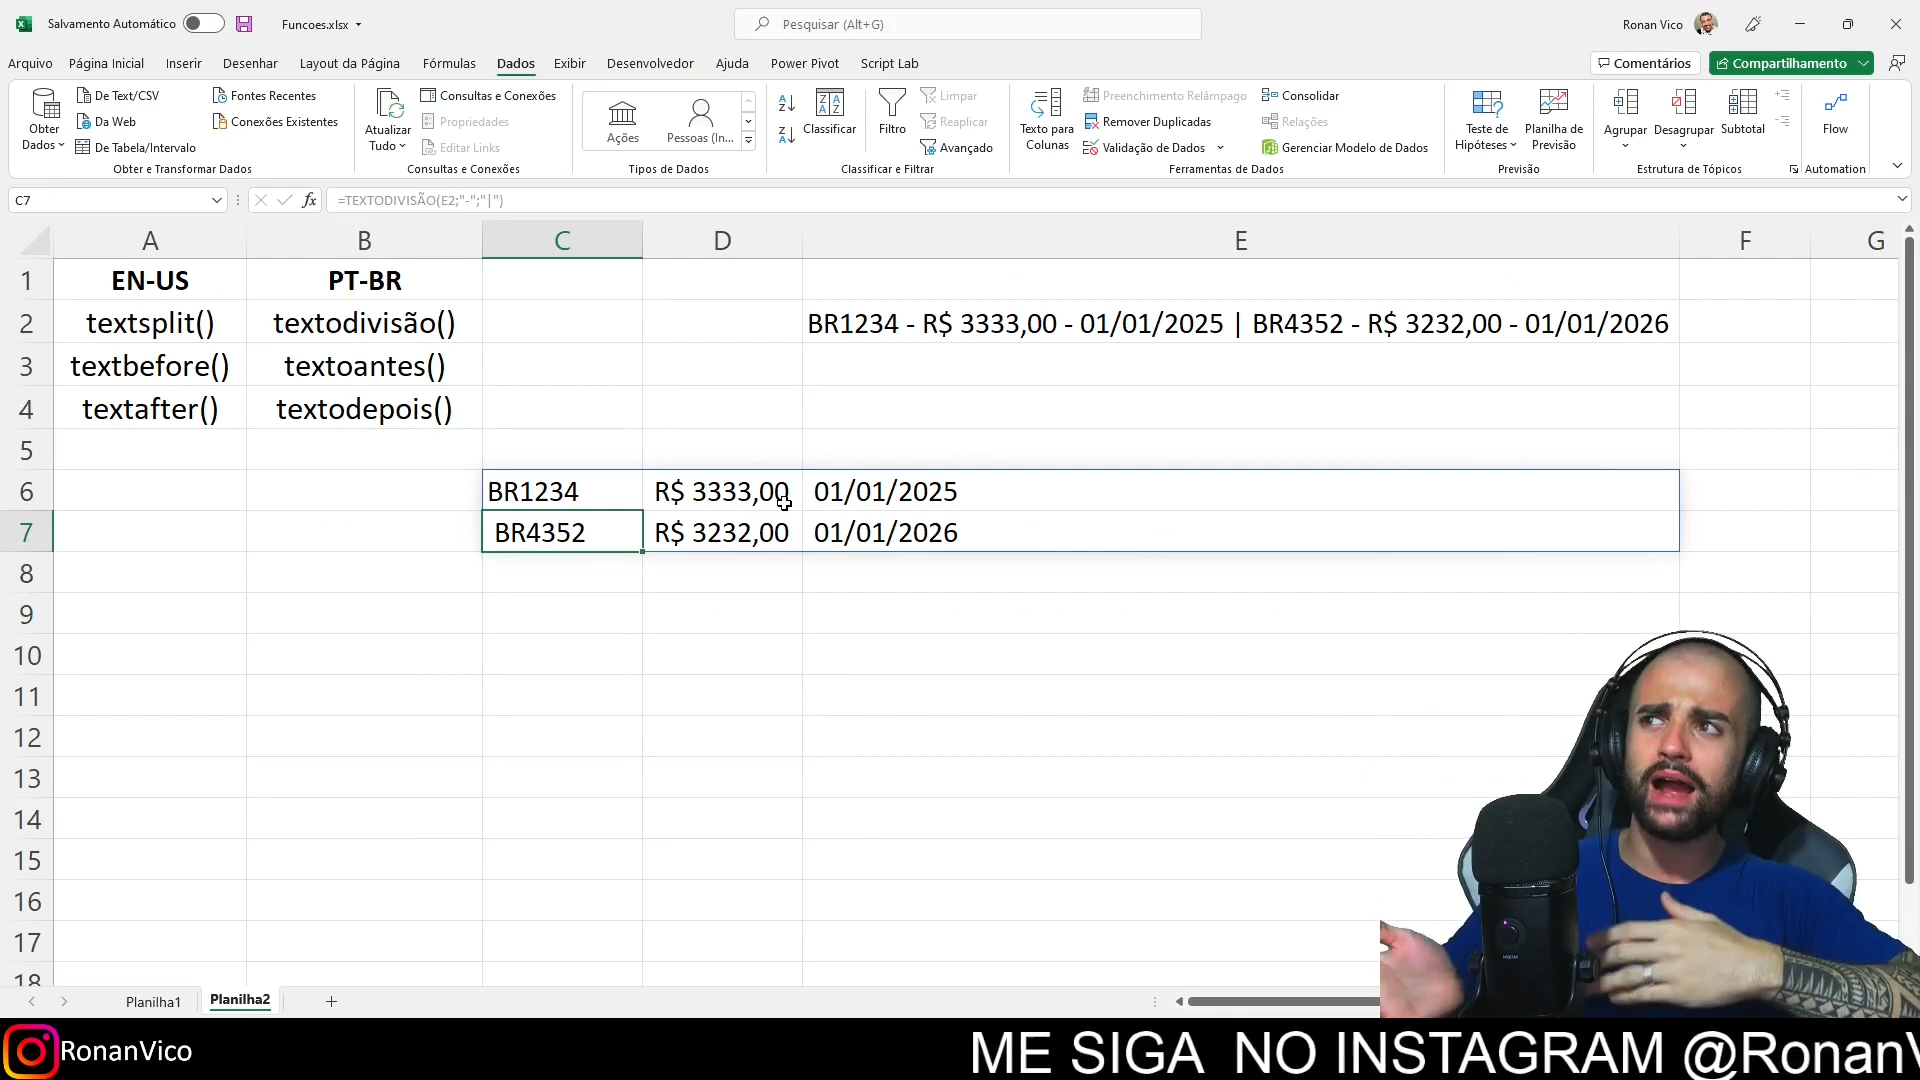 Salvamento Automático
Funcoes.xlsx
Pesquisar (Alt+G)
Ronan Vico
Arquivo Página Inicial Inserir Desenhar Layout da Página Fórmulas Dados Exibir Desenvolvedor Ajuda Power Pivot Script Lab
Comentários Compartilhamento
Obter Dados
De Text/CSV
Da Web
De Tabela/Intervalo
Fontes Recentes
Conexões Existentes
Obter e Transformar Dados
Atualizar Tudo
Consultas e Conexões
Propriedades
Editar Links
Consultas e Conexões
Ações
Pessoas (In...
Tipos de Dados
Classificar
Filtro
Limpar
Reaplicar
Avançado
Classificar e Filtrar
Texto para Colunas
Preenchimento Relâmpago
Remover Duplicadas
Validação de Dados
Consolidar
Relações
Gerenciar Modelo de Dados
Ferramentas de Dados
Teste de Hipóteses
Planilha de Previsão
Previsão
Agrupar
Desagrupar
Subtotal
Estrutura de Tópicos
Flow
Automation
C7
fx
=TEXTODIVISÃO(E2;"-";"|")
A B C D E F G
1 EN-US PT-BR
2 textsplit() textodivisão() BR1234 - R$ 3333,00 - 01/01/2025 | BR4352 - R$ 3232,00 - 01/01/2026
3 textbefore() textoantes()
4 textafter() textodepois()
5
6 BR1234 R$ 3333,00 01/01/2025
7 BR4352 R$ 3232,00 01/01/2026
8
9
10
11
12
13
14
15
16
17
18
Planilha1 Planilha2
RonanVico
ME SIGA NO INSTAGRAM @RonanV